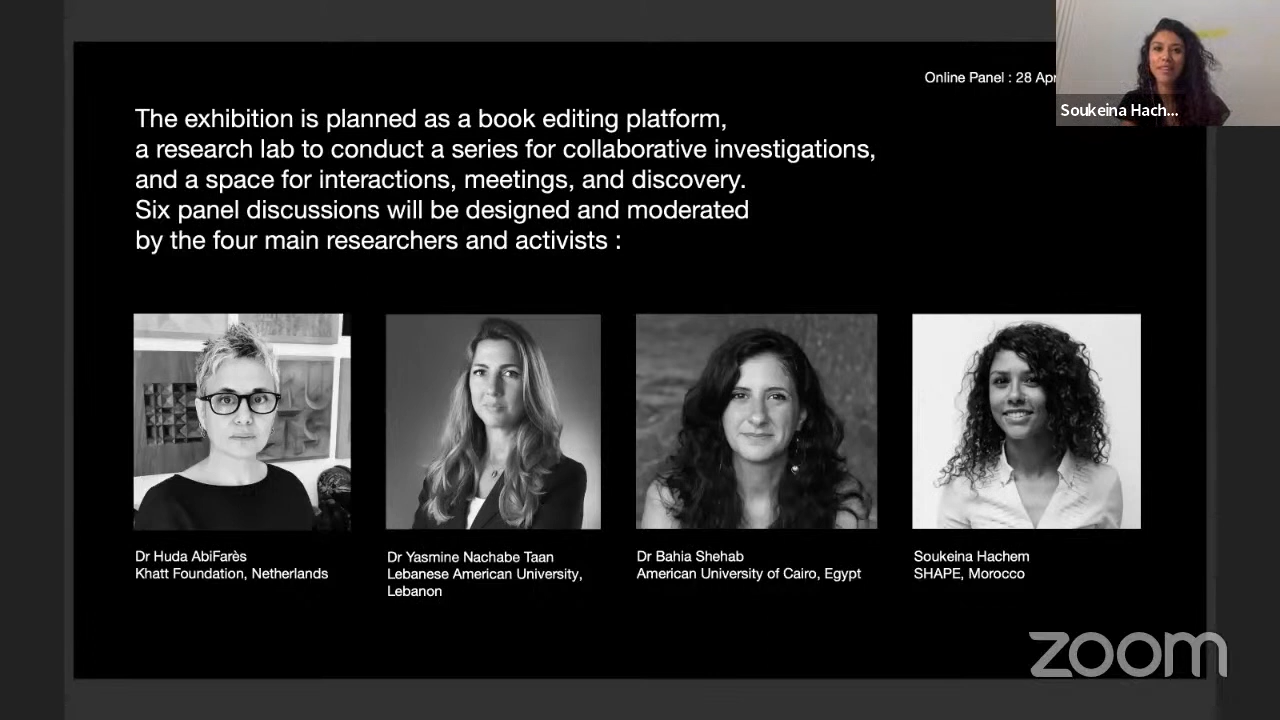 Online Panel : 28 Apr
Soukeina Hach...
The exhibition is planned as a book editing platform,
a research lab to conduct a series for collaborative investigations,
and a space for interactions, meetings, and discovery.
Six panel discussions will be designed and moderated
by the four main researchers and activists :
Dr Huda AbiFarès
Khatt Foundation, Netherlands
Dr Yasmine Nachabe Taan
Lebanese American University,
Lebanon
Dr Bahia Shehab
American University of Cairo, Egypt
Soukeina Hachem
SHAPE, Morocco
zoom